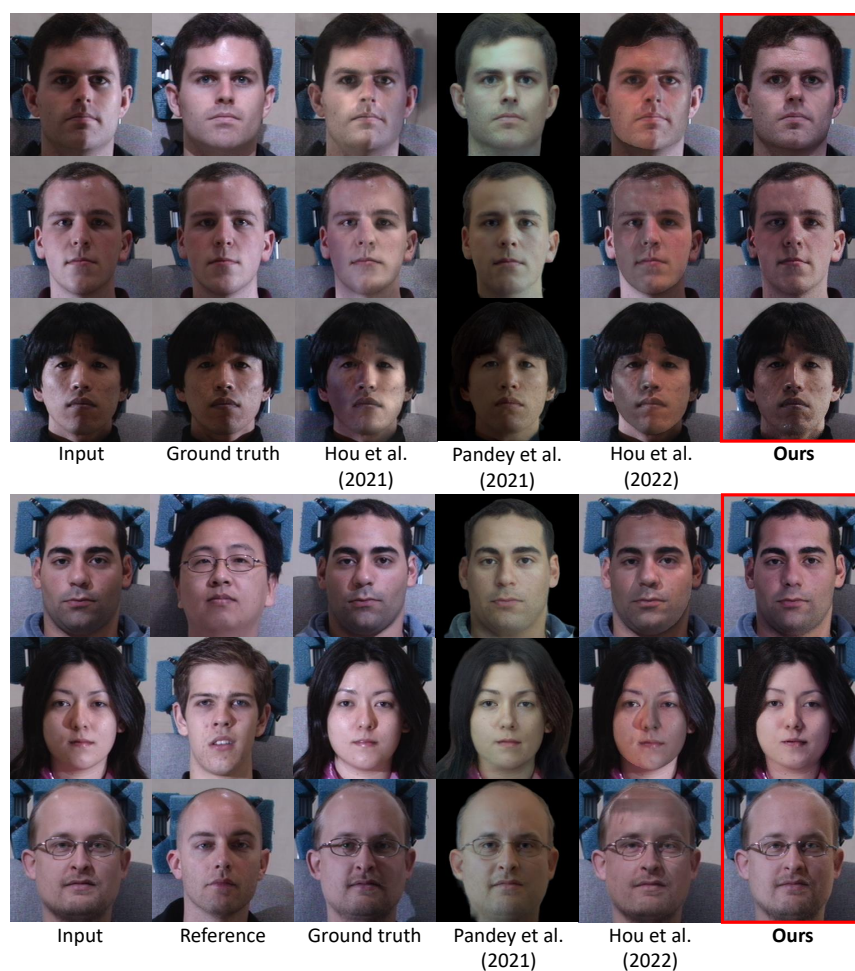 Input Ground truth Hou et al. Pandey et al. Hou et al. Ours
(2021) (2021) (2022)
Input Reference Ground truth Pandey et al. Hou et al. Ours
(2021) (2022)